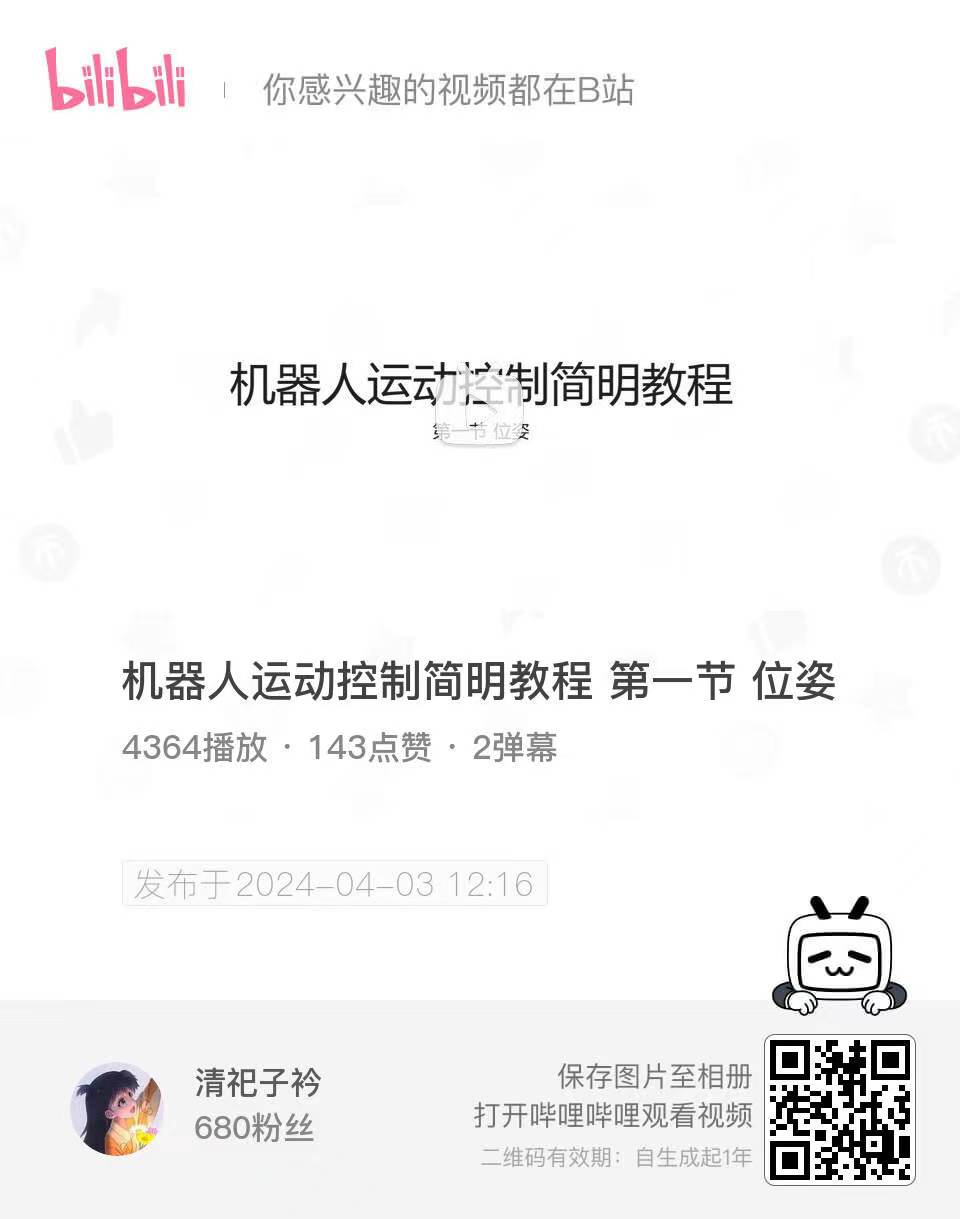 bilibili
你感兴趣的视频都在B站
机器人运动控制简明教程
第一节 位姿
机器人运动控制简明教程 第一节 位姿
4364播放 · 143点赞 · 2弹幕
发布于2024-04-03 12:16
清祀子衿
680粉丝
保存图片至相册
打开哔哩哔哩观看视频
二维码有效期：自生成起1年